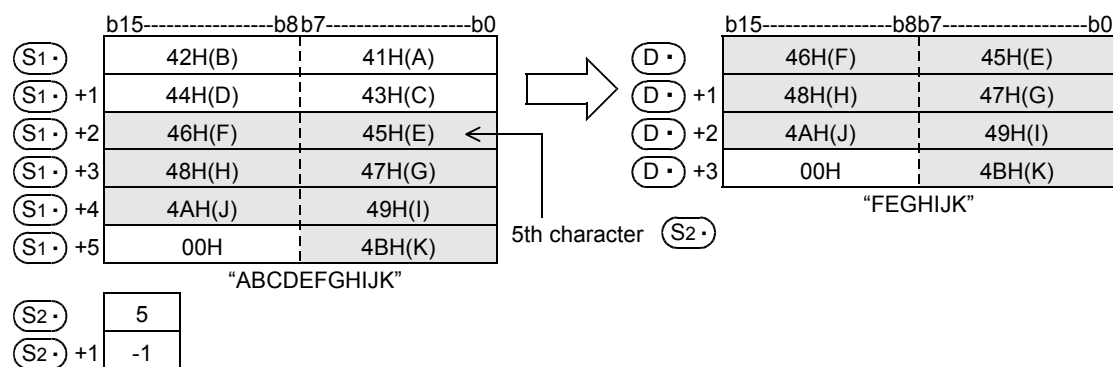 b15-----------------b8 b7-------------------b0
S1· 42H(B) 41H(A)
S1· +1 44H(D) 43H(C)
S1· +2 46H(F) 45H(E)
S1· +3 48H(H) 47H(G)
S1· +4 4AH(J) 49H(I)
S1· +5 00H 4BH(K)
“ABCDEFGHIJK”
5th character S2·
S2· 5
S2· +1 -1
b15-----------------b8b7-------------------b0
D· 46H(F) 45H(E)
D· +1 48H(H) 47H(G)
D· +2 4AH(J) 49H(I)
D· +3 00H 4BH(K)
“FEGHIJK”